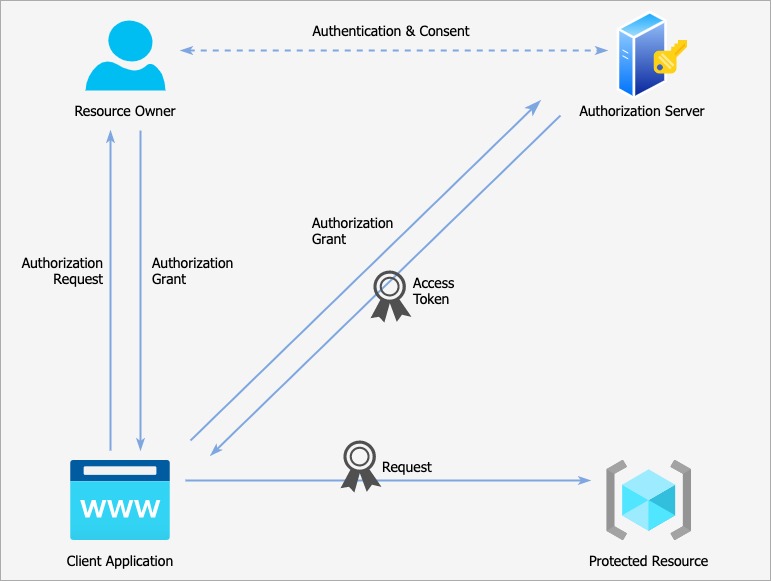 Authentication & Consent
Resource Owner
Authorization Server
Authorization
Grant
Authorization
Request
Authorization
Grant
Access
Token
Request
WWW
Client Application
Protected Resource